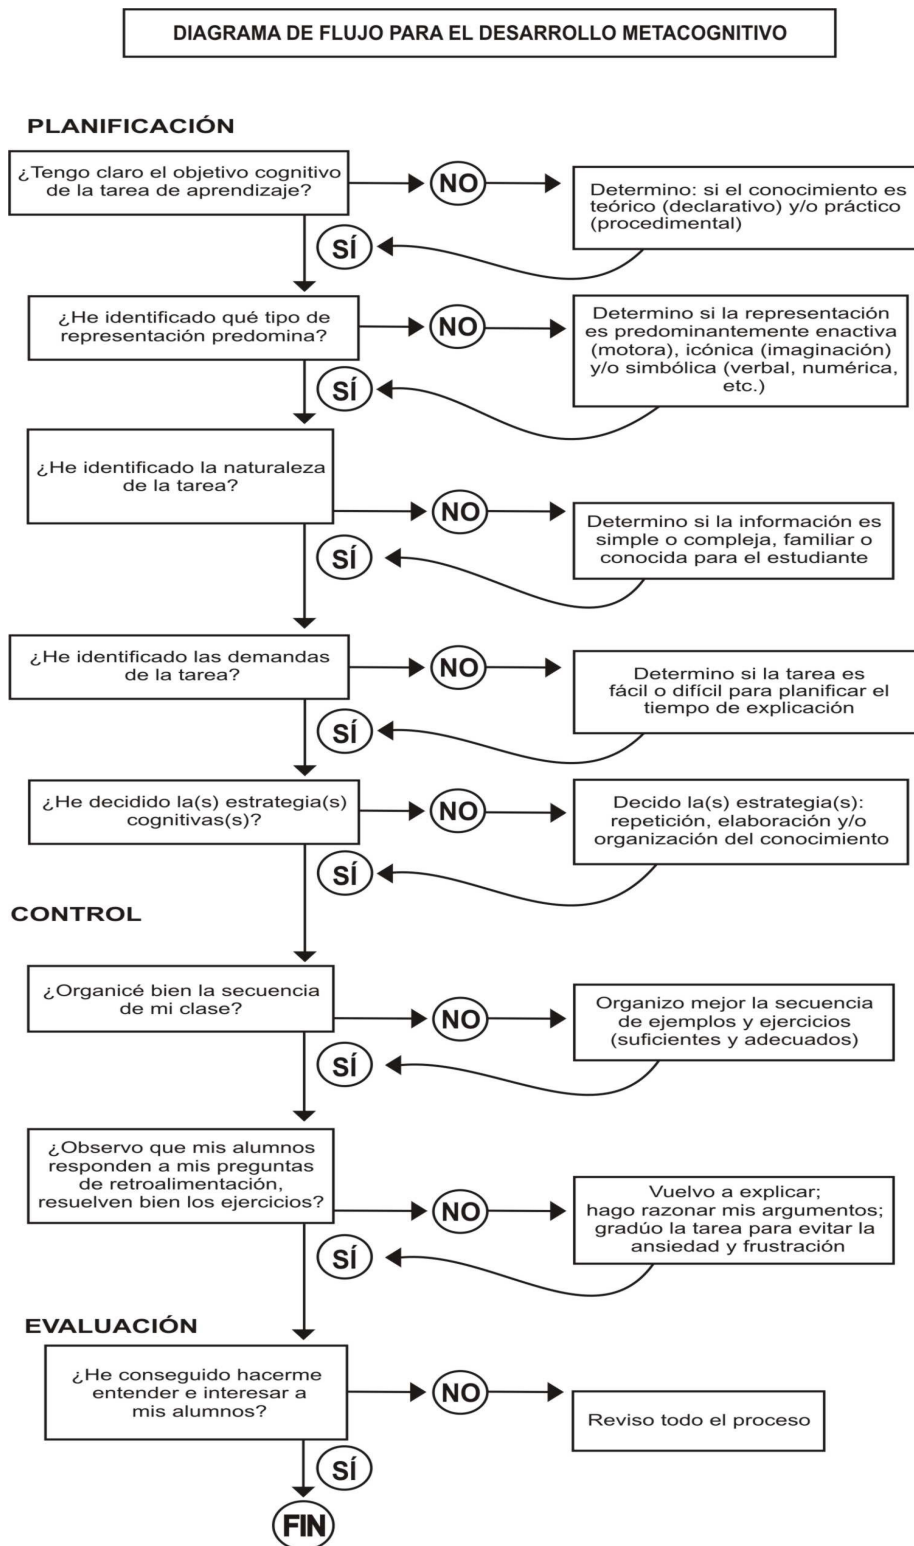 DIAGRAMA DE FLUJO PARA EL DESARROLLO METACOGNITIVO
PLANIFICACIÓN
¿Tengo claro el objetivo cognitivo
de la tarea de aprendizaje?
NO
Determino: si el conocimiento es
teórico (declarativo) y/o práctico
(procedimental)
SÍ
¿He identificado qué tipo de
representación predomina?
NO
Determino si la representación
es predominantemente enactiva
(motora), icónica (imaginación)
y/o simbólica (verbal, numérica,
etc.)
SÍ
¿He identificado la naturaleza
de la tarea?
NO
Determino si la información es
simple o compleja, familiar o
conocida para el estudiante
SÍ
¿He identificado las demandas
de la tarea?
NO
Determino si la tarea es
fácil o difícil para planificar el
tiempo de explicación
SÍ
¿He decidido la(s) estrategia(s)
cognitivas(s)?
NO
Decido la(s) estrategia(s):
repetición, elaboración y/o
organización del conocimiento
SÍ
CONTROL
¿Organicé bien la secuencia
de mi clase?
NO
Organizo mejor la secuencia
de ejemplos y ejercicios
(suficientes y adecuados)
SÍ
¿Observo que mis alumnos
responden a mis preguntas
de retroalimentación,
resuelven bien los ejercicios?
NO
Vuelvo a explicar;
hago razonar mis argumentos;
gradúo la tarea para evitar la
ansiedad y frustración
SÍ
EVALUACIÓN
¿He conseguido hacerme
entender e interesar a
mis alumnos?
NO
Reviso todo el proceso
SÍ
FIN